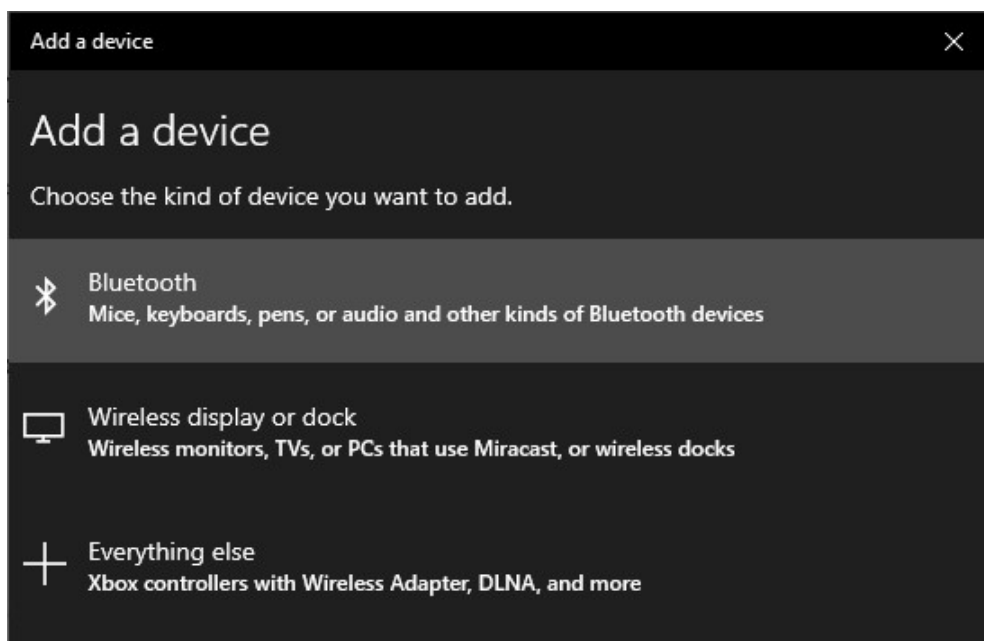 Add a device
Add a device
Choose the kind of device you want to add.
Bluetooth
Mice, keyboards, pens, or audio and other kinds of Bluetooth devices
Wireless display or dock
Wireless monitors, TVs, or PCs that use Miracast, or wireless docks
Everything else
Xbox controllers with Wireless Adapter, DLNA, and more